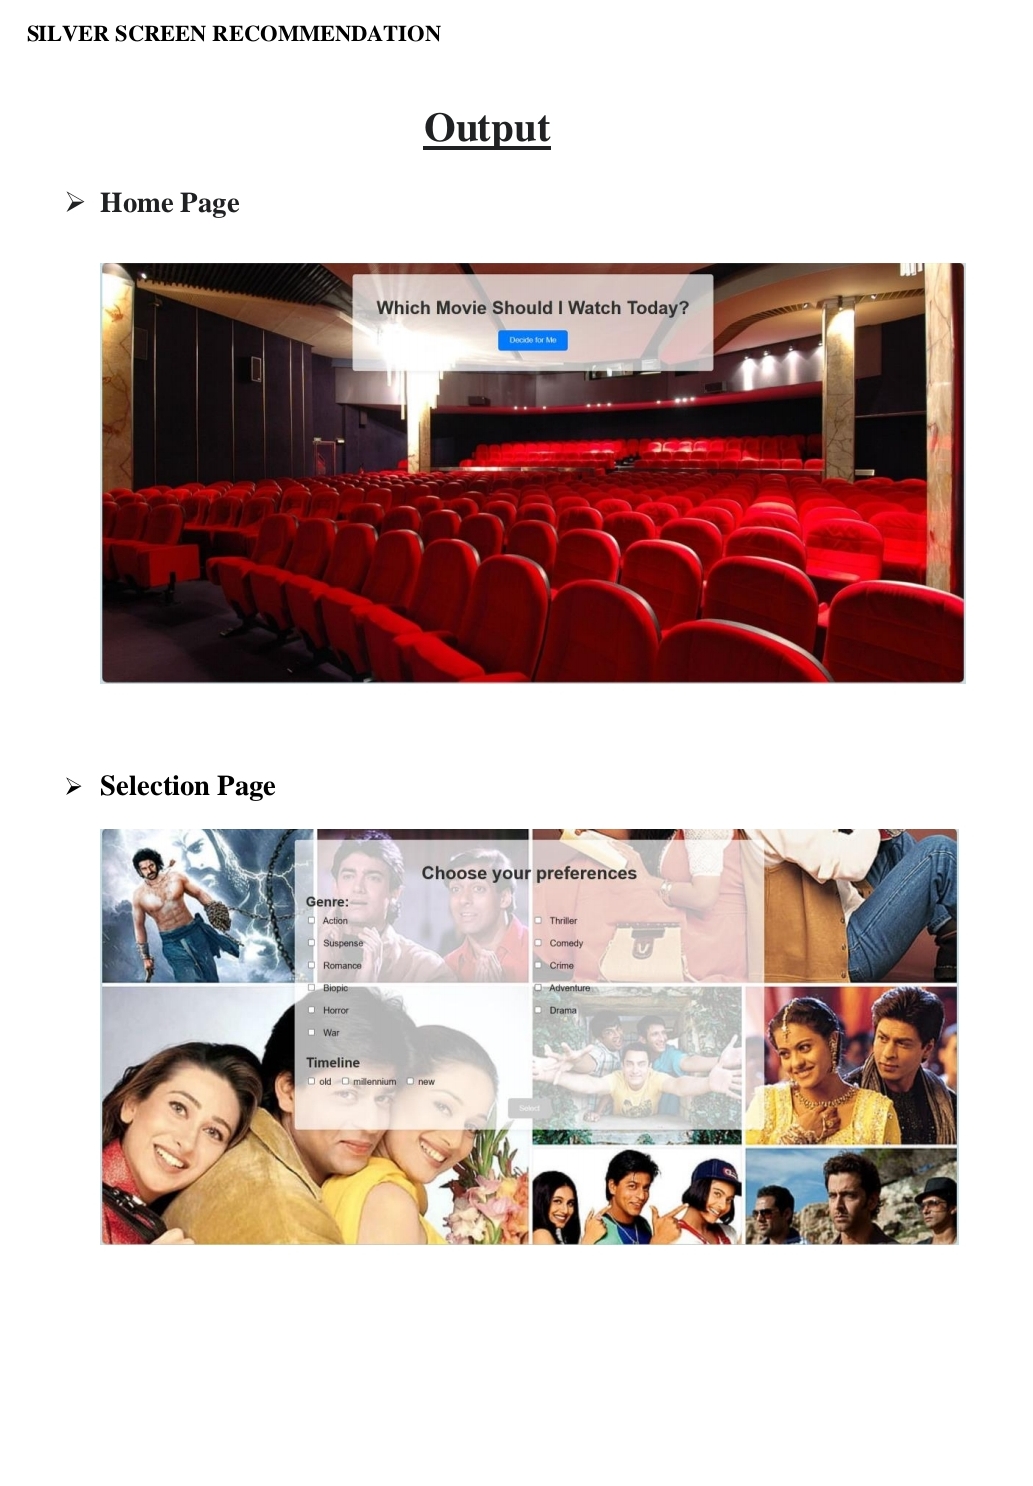 SILVER SCREEN RECOMMENDATION
Output
Home Page
Which Movie Should I Watch Today?
Decide for Me
Selection Page
Choose your preferences
Genre:
Action Thriller
Suspense Comedy
Romance Crime
Biopic Adventure
Horror Drama
War
Timeline
old millennium new
Select